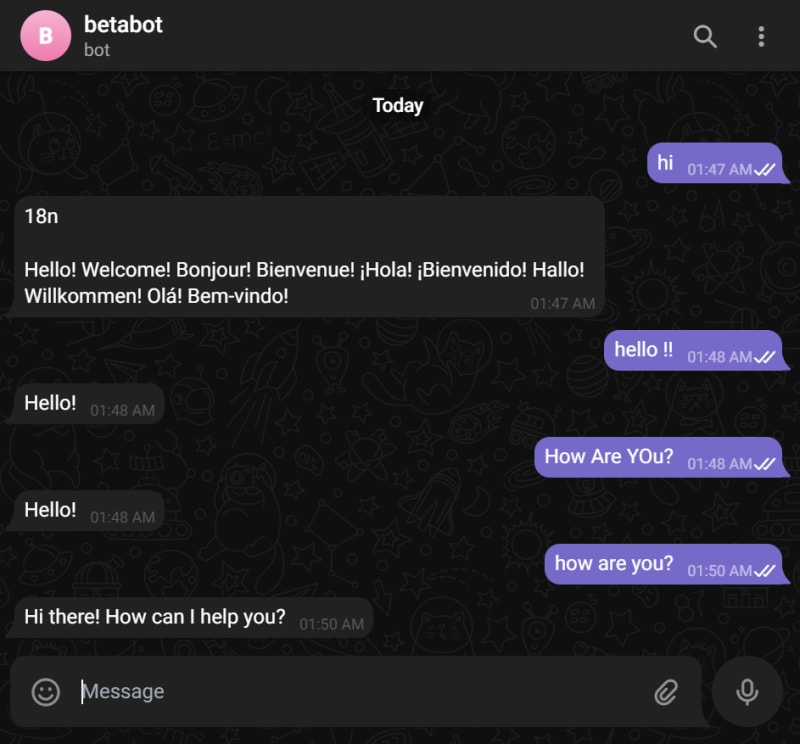 B
betabot
bot
Today
hi 01:47 AM
18n
Hello! Welcome! Bonjour! Bienvenue! ¡Hola! ¡Bienvenido! Hallo!
Willkommen! Olá! Bem-vindo!
01:47 AM
hello !! 01:48 AM
Hello! 01:48 AM
How Are YOu? 01:48 AM
Hello! 01:48 AM
how are you? 01:50 AM
Hi there! How can I help you? 01:50 AM
Message
E=mc²